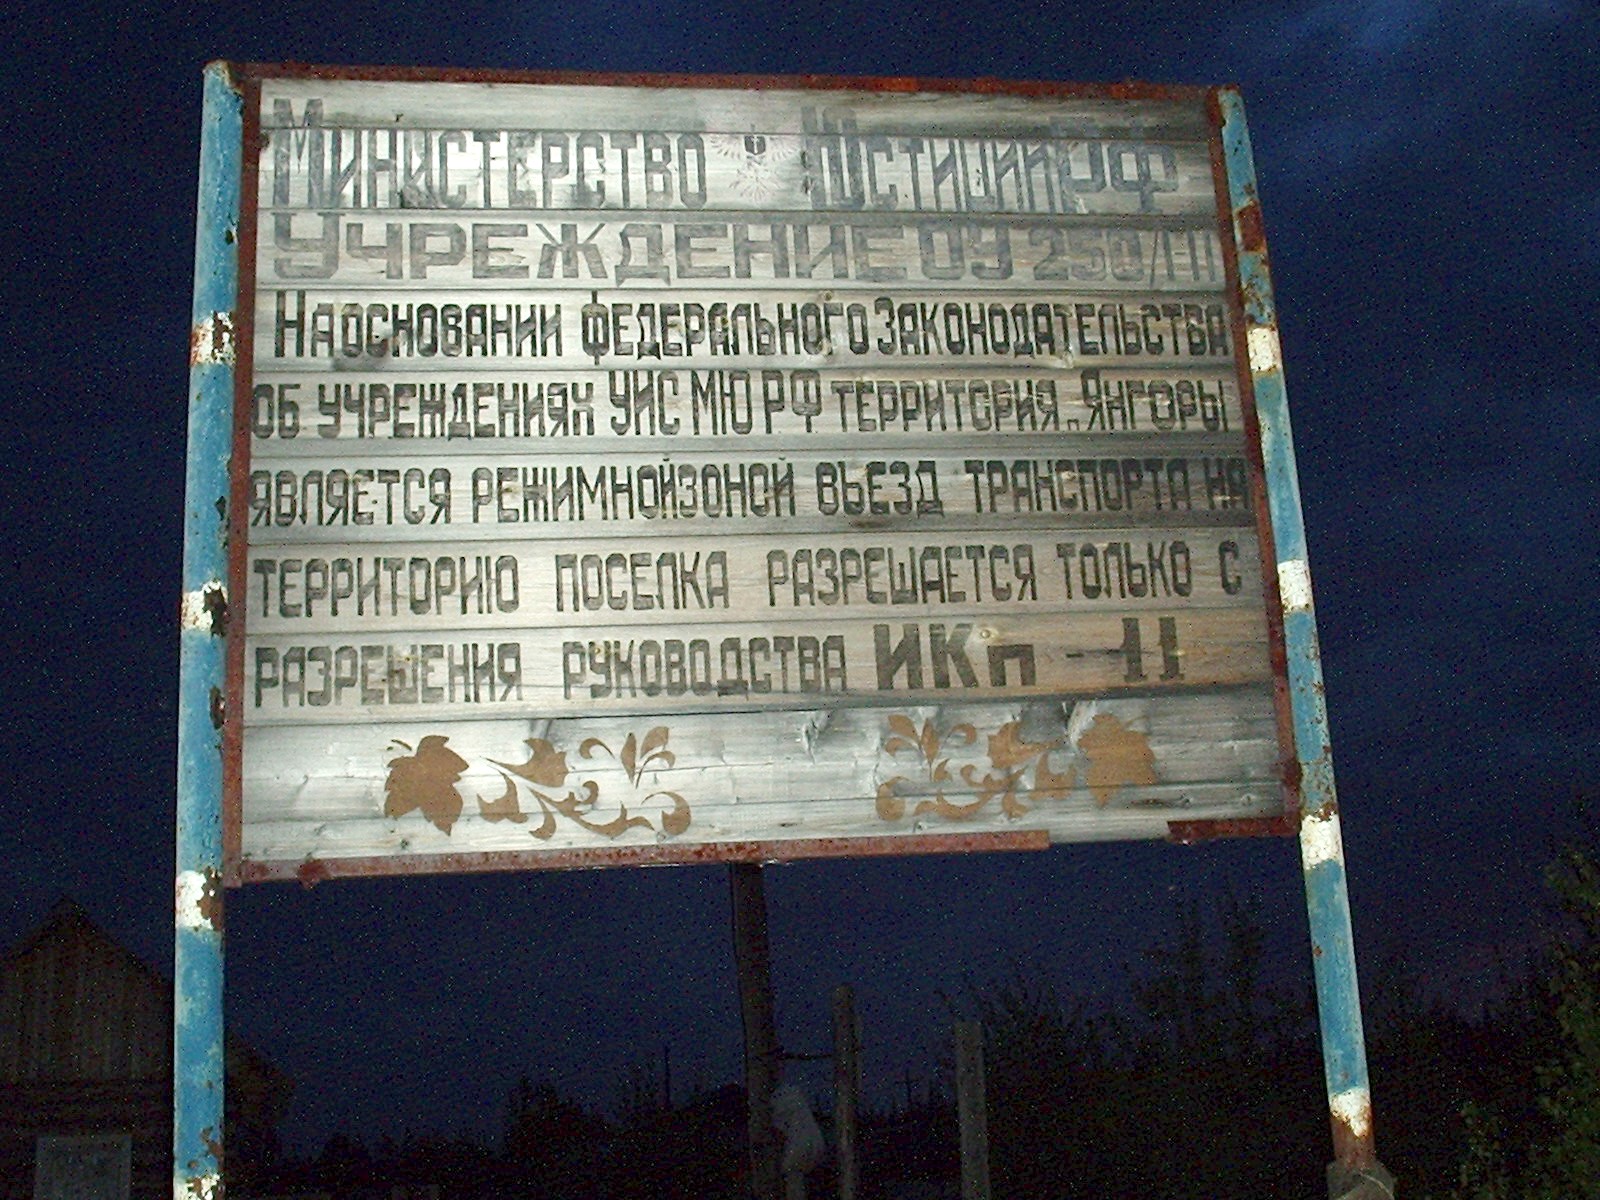 Министерство Юстиции РФ
Учреждение ОУ 250/1-11
На основании федерального Законодательства
об учреждениях УИС МЮ РФ территория п. Янгоры
является режимной зоной въезд транспорта на
территорию поселка разрешается только с
разрешения руководства ИКП - 11